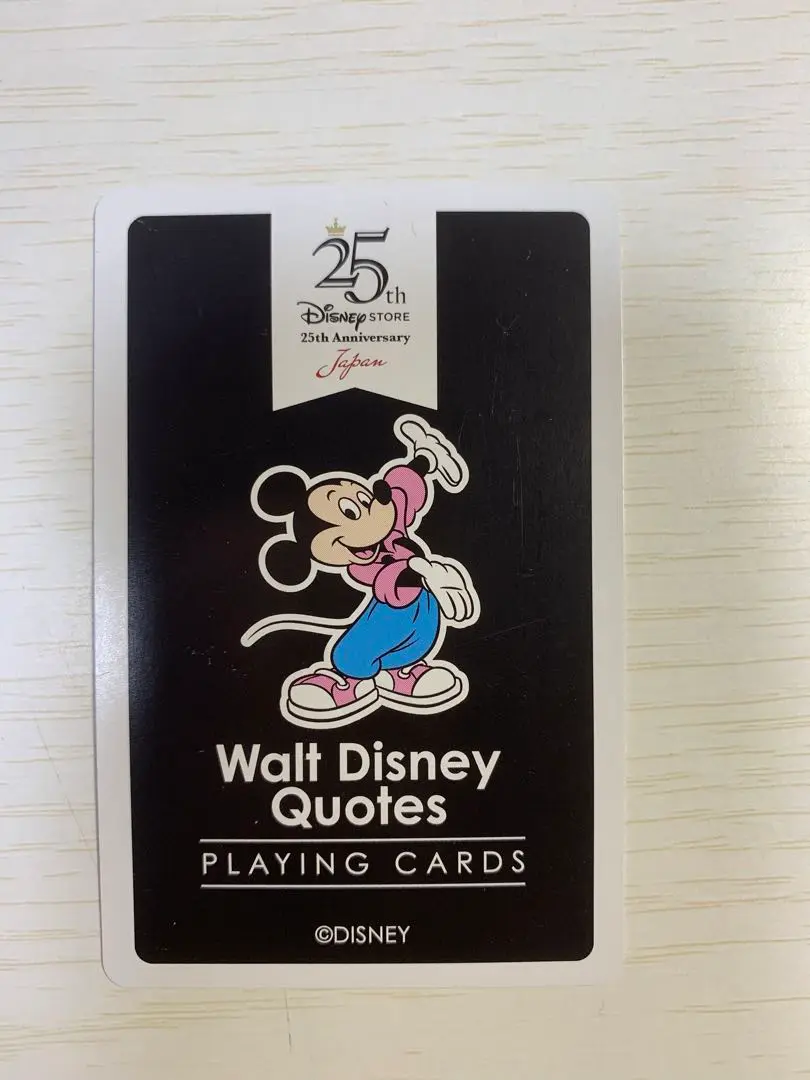 25th
Disney STORE
25th Anniversary
Japan
Walt Disney
Quotes
PLAYING CARDS
©DISNEY